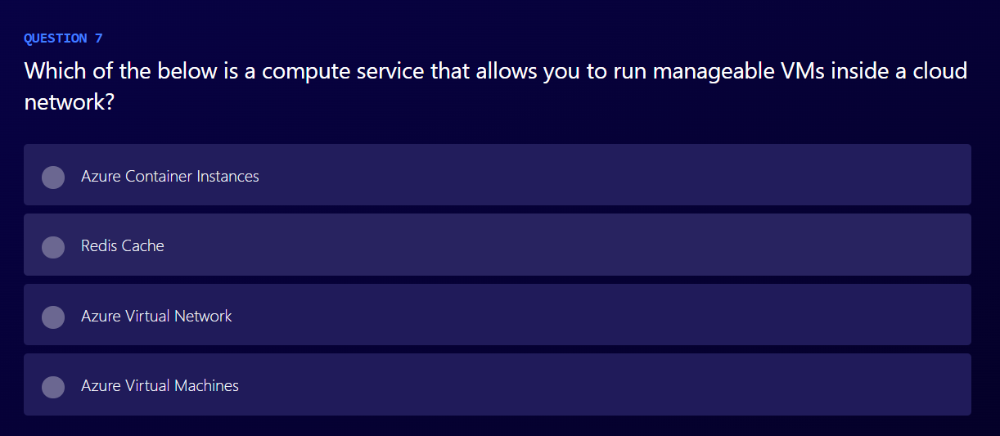 QUESTION 7
Which of the below is a compute service that allows you to run manageable VMs inside a cloud
network?
Azure Container Instances
Redis Cache
Azure Virtual Network
Azure Virtual Machines